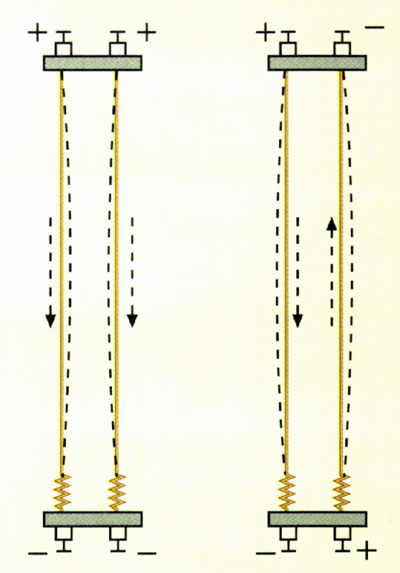 + + + −
− − − +